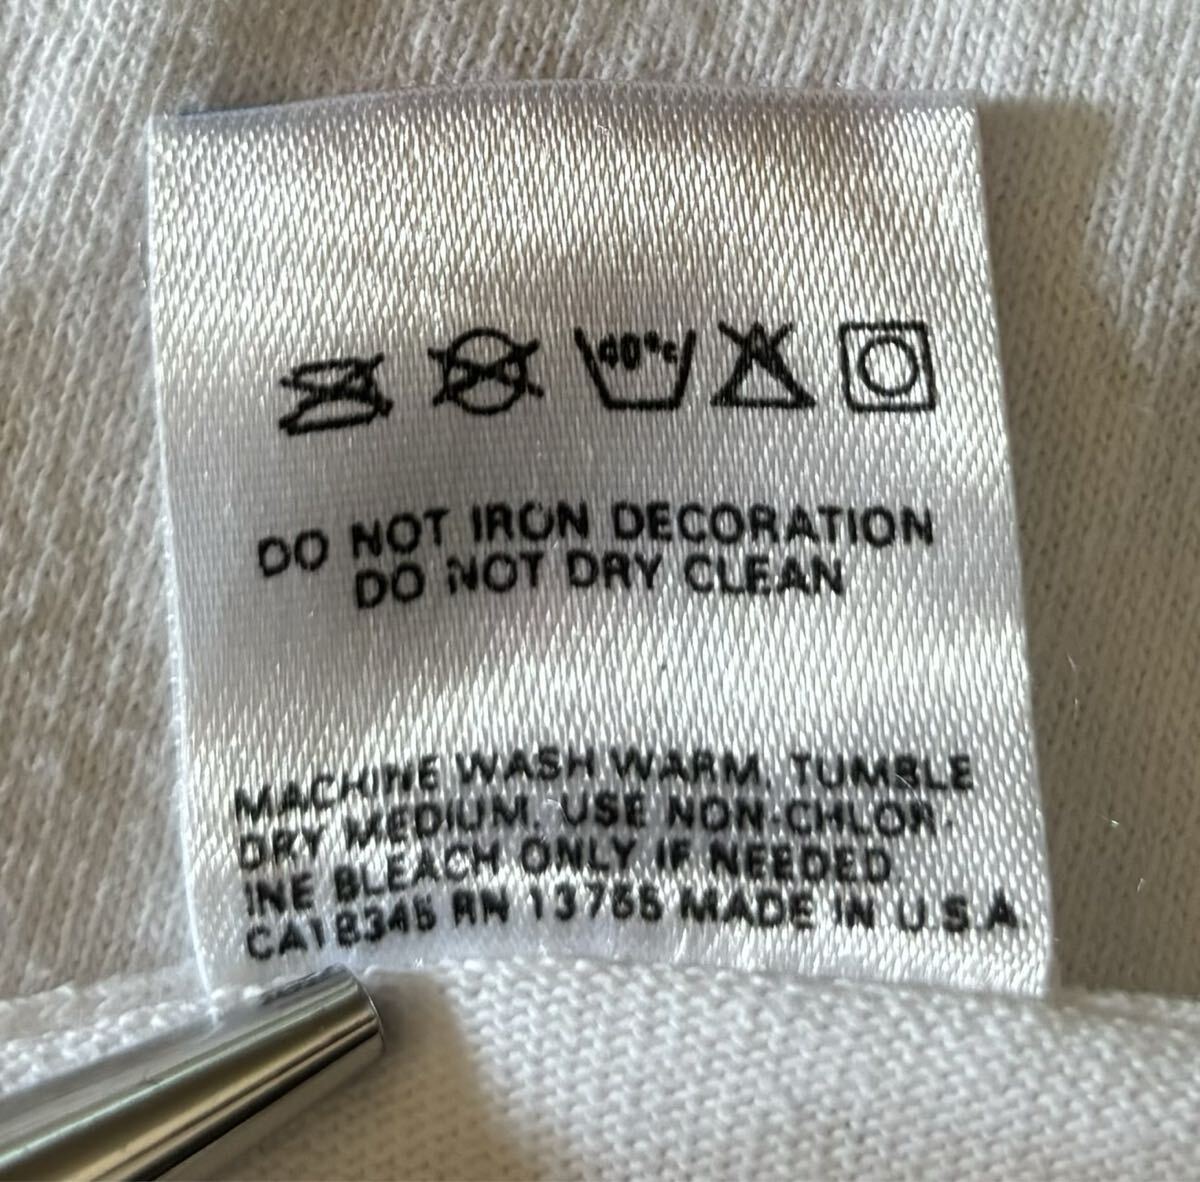 40°C
DO NOT IRON DECORATION
DO NOT DRY CLEAN
MACHINE WASH WARM, TUMBLE
DRY MEDIUM. USE NON-CHLOR-
INE BLEACH ONLY IF NEEDED
CA18345 RN 13765 MADE IN U.S.A.